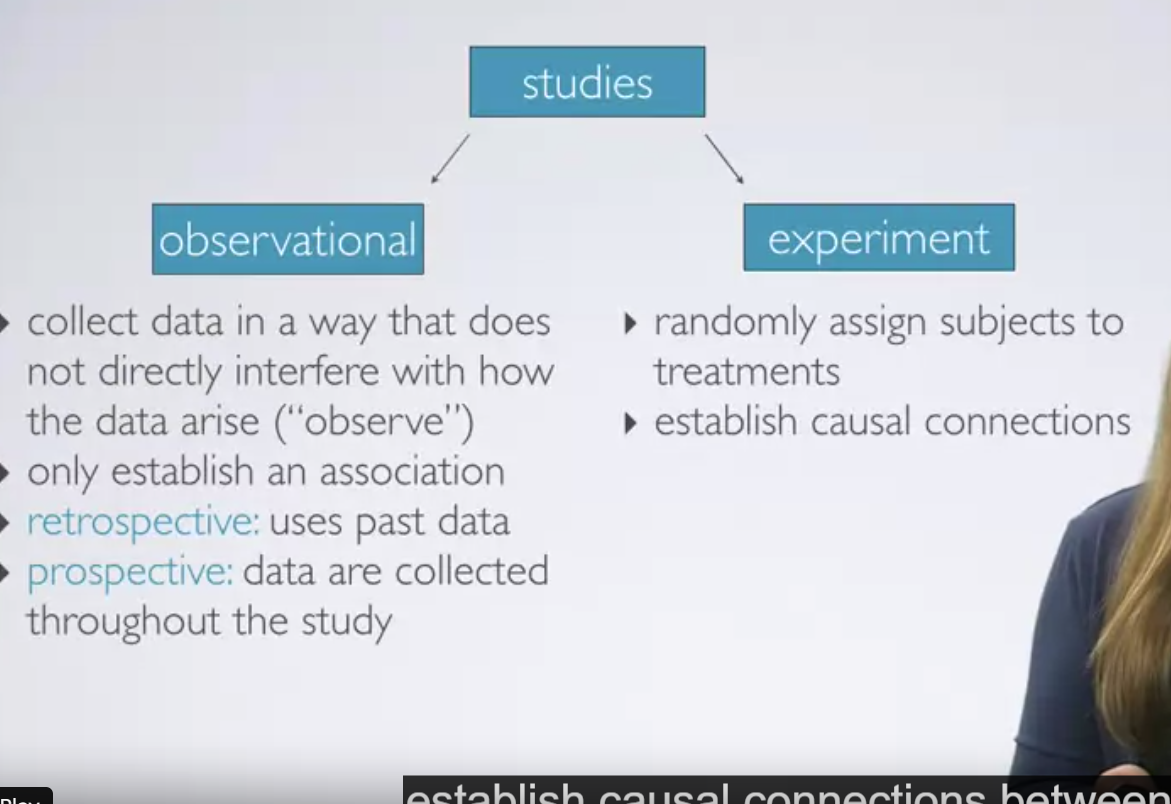 studies
observational
collect data in a way that does
not directly interfere with how
the data arise (“observe”)
only establish an association
retrospective: uses past data
prospective: data are collected
throughout the study
experiment
randomly assign subjects to
treatments
establish causal connections
Play
establish causal connections between